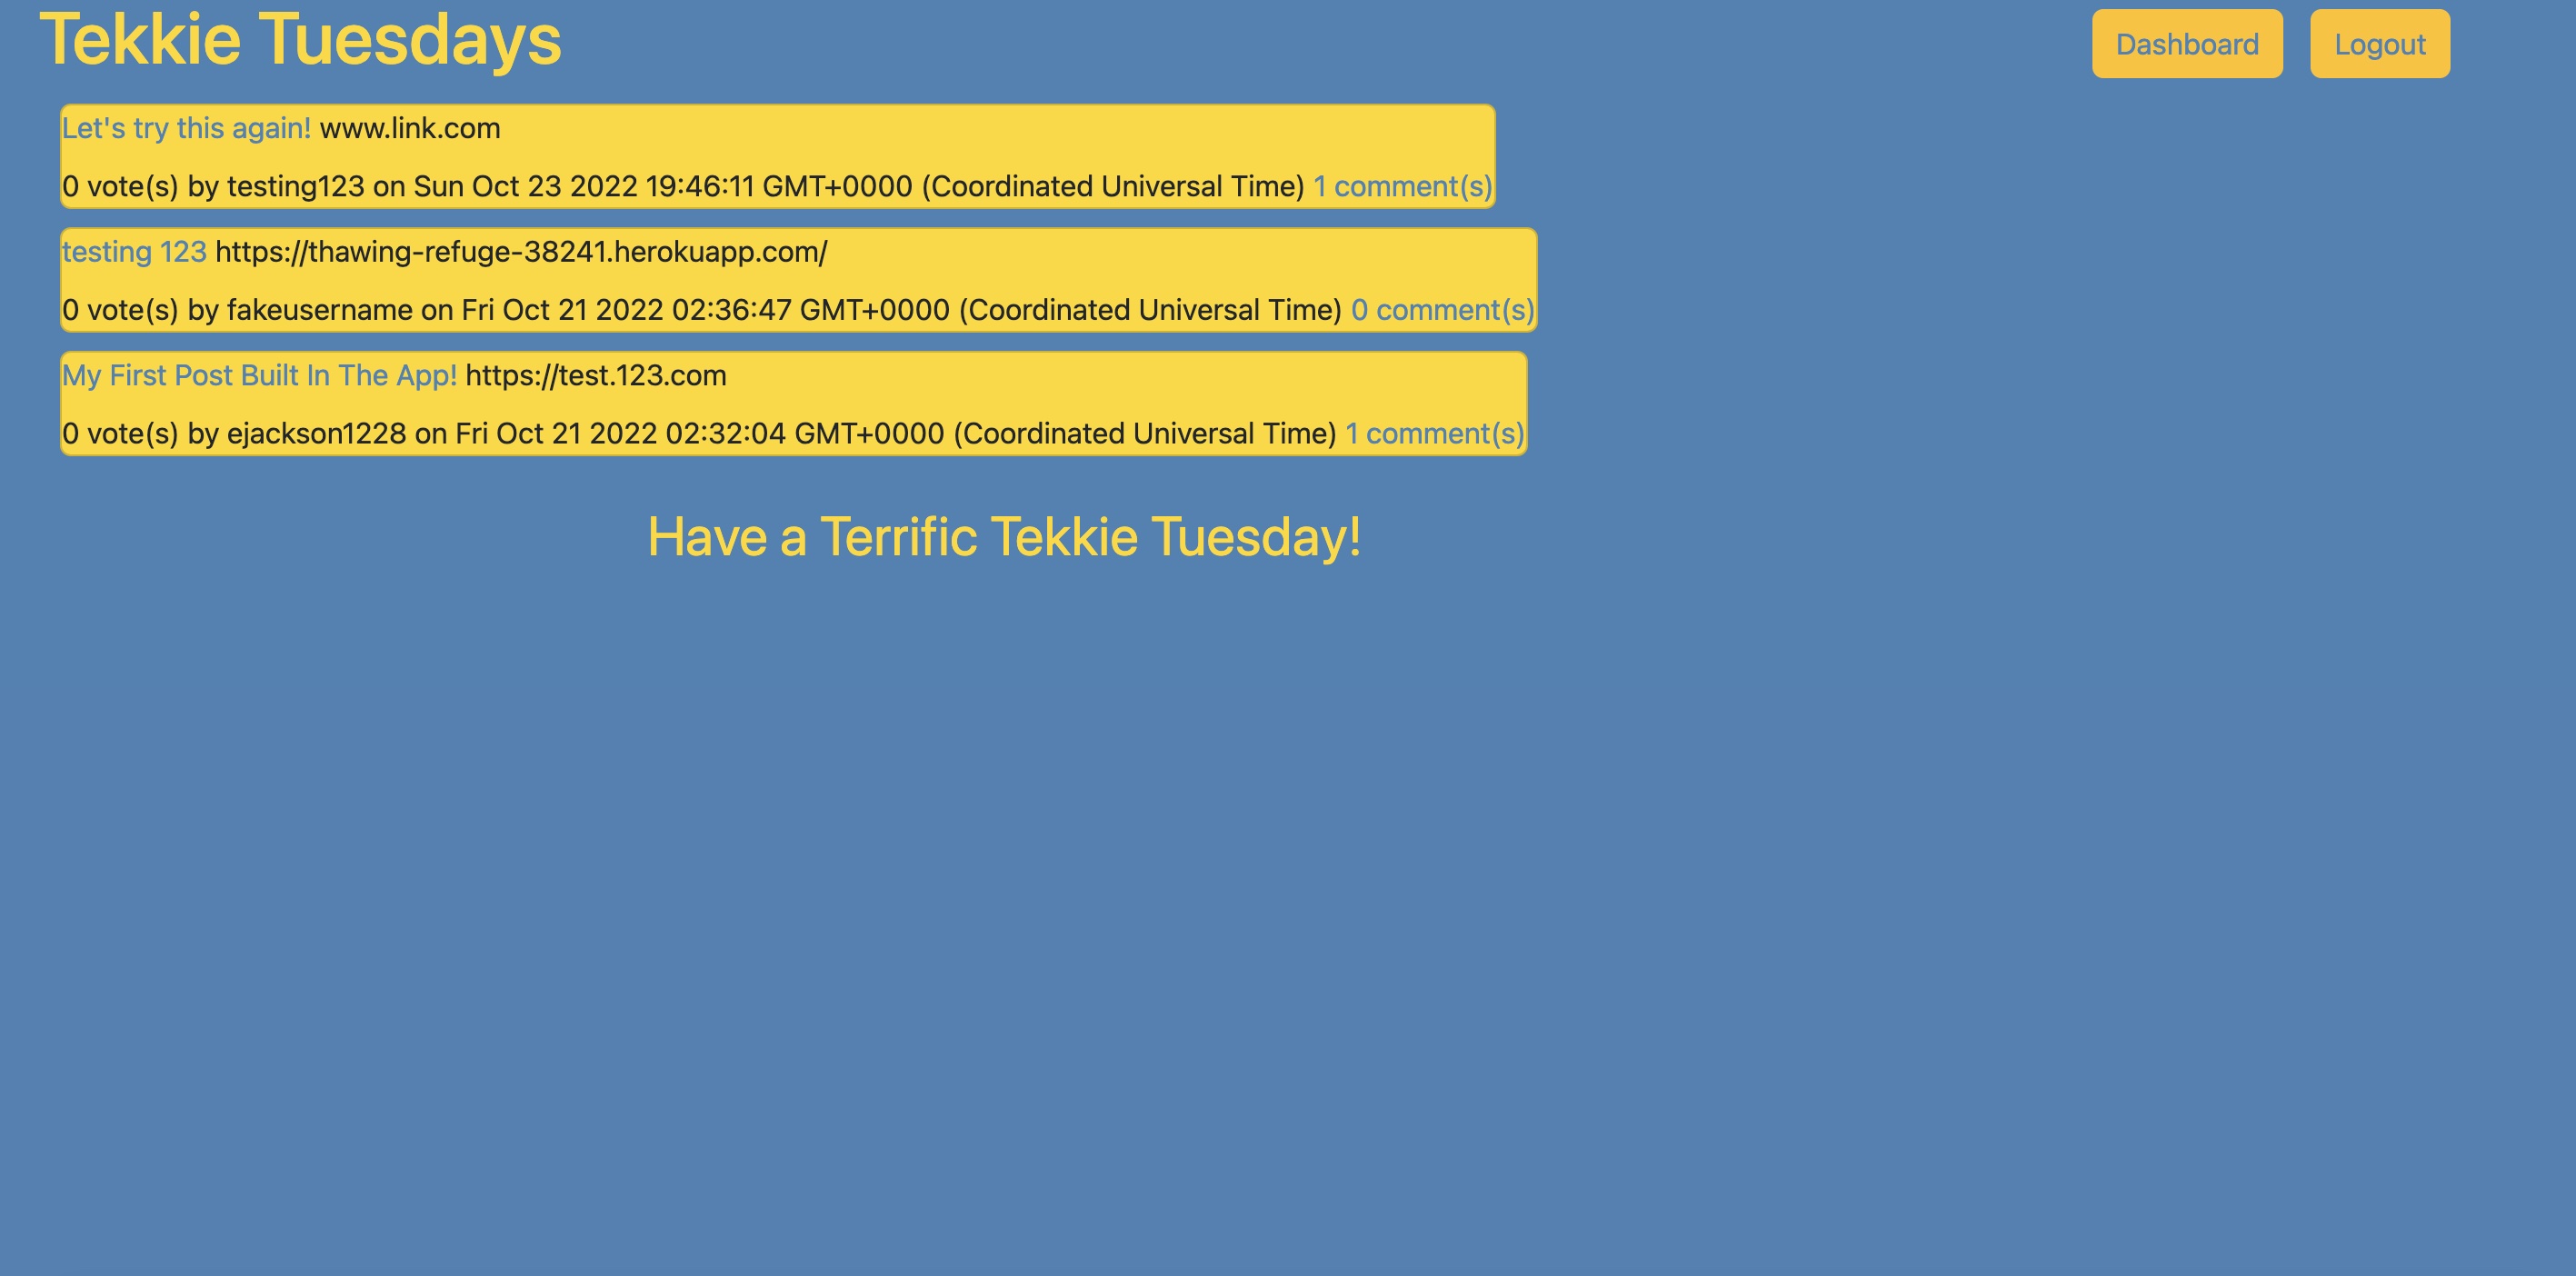 Tekkie Tuesdays
Dashboard
Logout
Let's try this again! www.link.com
0 vote(s) by testing123 on Sun Oct 23 2022 19:46:11 GMT+0000 (Coordinated Universal Time) 1 comment(s)
testing 123 https://thawing-refuge-38241.herokuapp.com/
0 vote(s) by fakeusername on Fri Oct 21 2022 02:36:47 GMT+0000 (Coordinated Universal Time) 0 comment(s)
My First Post Built In The App! https://test.123.com
0 vote(s) by ejackson1228 on Fri Oct 21 2022 02:32:04 GMT+0000 (Coordinated Universal Time) 1 comment(s)
Have a Terrific Tekkie Tuesday!